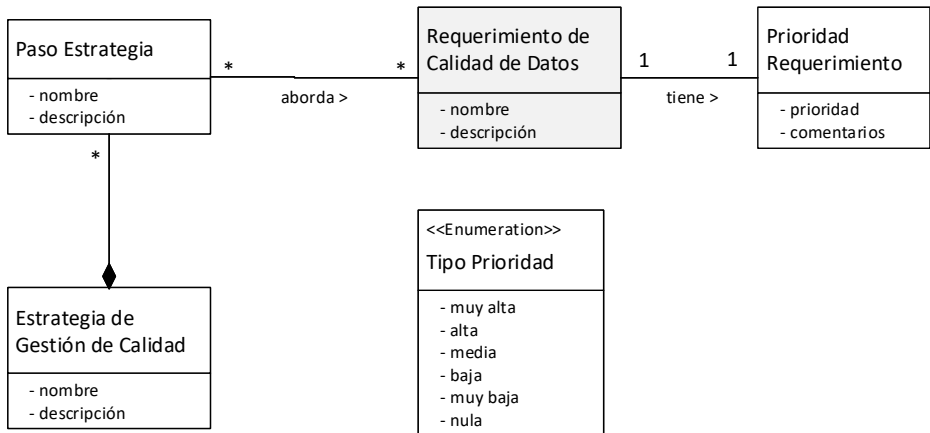 Paso Estrategia
- nombre
- descripción
*
*
aborda >
Requerimiento de
Calidad de Datos
- nombre
- descripción
1
1
tiene >
Prioridad
Requerimiento
- prioridad
- comentarios
*
Estrategia de
Gestión de Calidad
- nombre
- descripción
<<Enumeration>>
Tipo Prioridad
- muy alta
- alta
- media
- baja
- muy baja
- nula